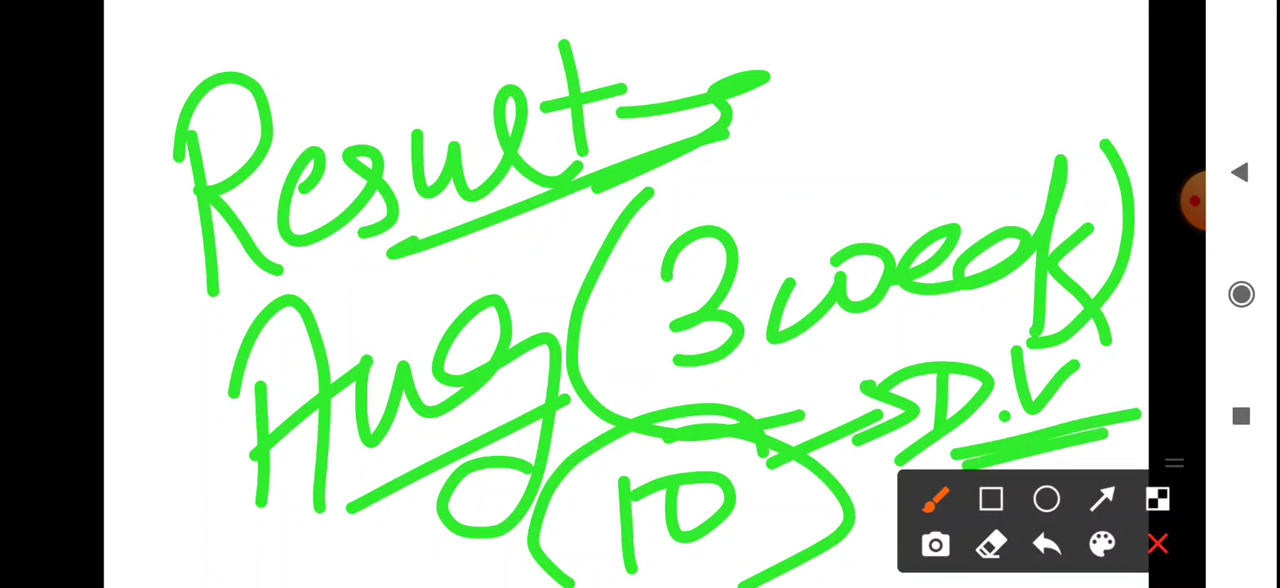 Result →
Aug (3 week)
(10) → D.V